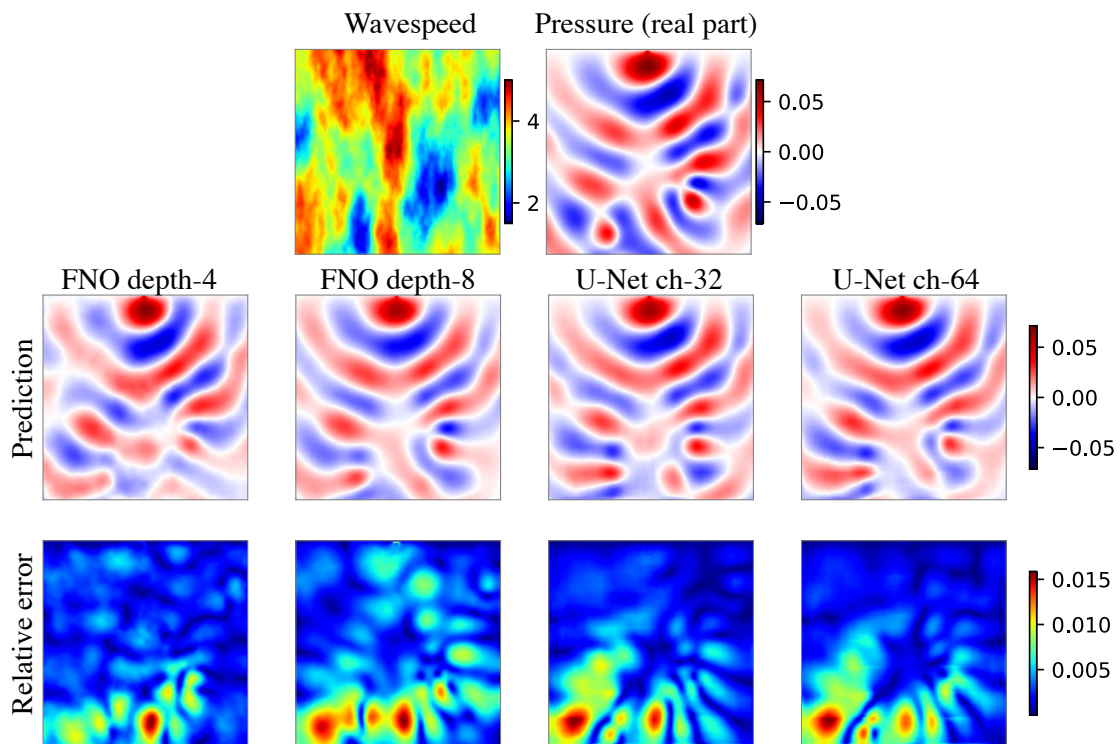 Wavespeed Pressure (real part)
4
2
0.05
0.00
−0.05
FNO depth-4 FNO depth-8 U-Net ch-32 U-Net ch-64
Prediction
0.05
0.00
−0.05
Relative error
0.015
0.010
0.005